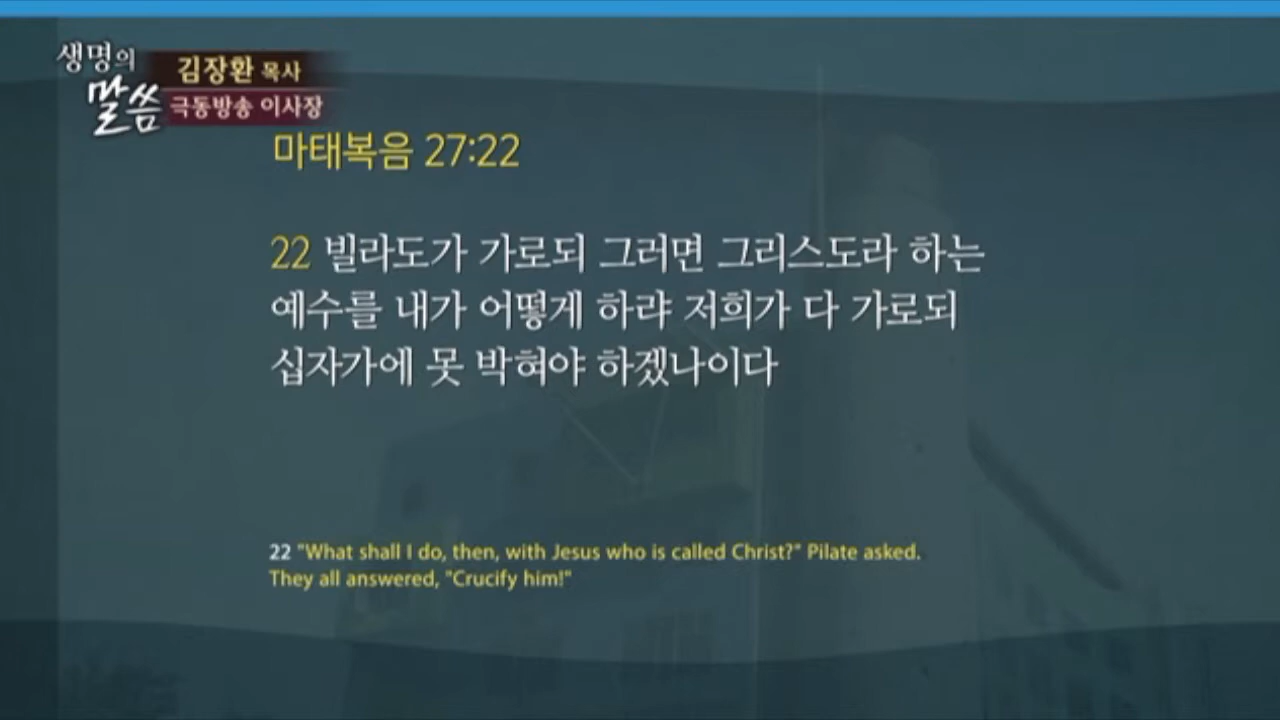 생명의
말씀
김장환 목사
극동방송 이사장
마태복음 27:22
22 빌라도가 가로되 그러면 그리스도라 하는
예수를 내가 어떻게 하랴 저희가 다 가로되
십자가에 못 박혀야 하겠나이다
22 "What shall I do, then, with Jesus who is called Christ?" Pilate asked.
They all answered, "Crucify him!"